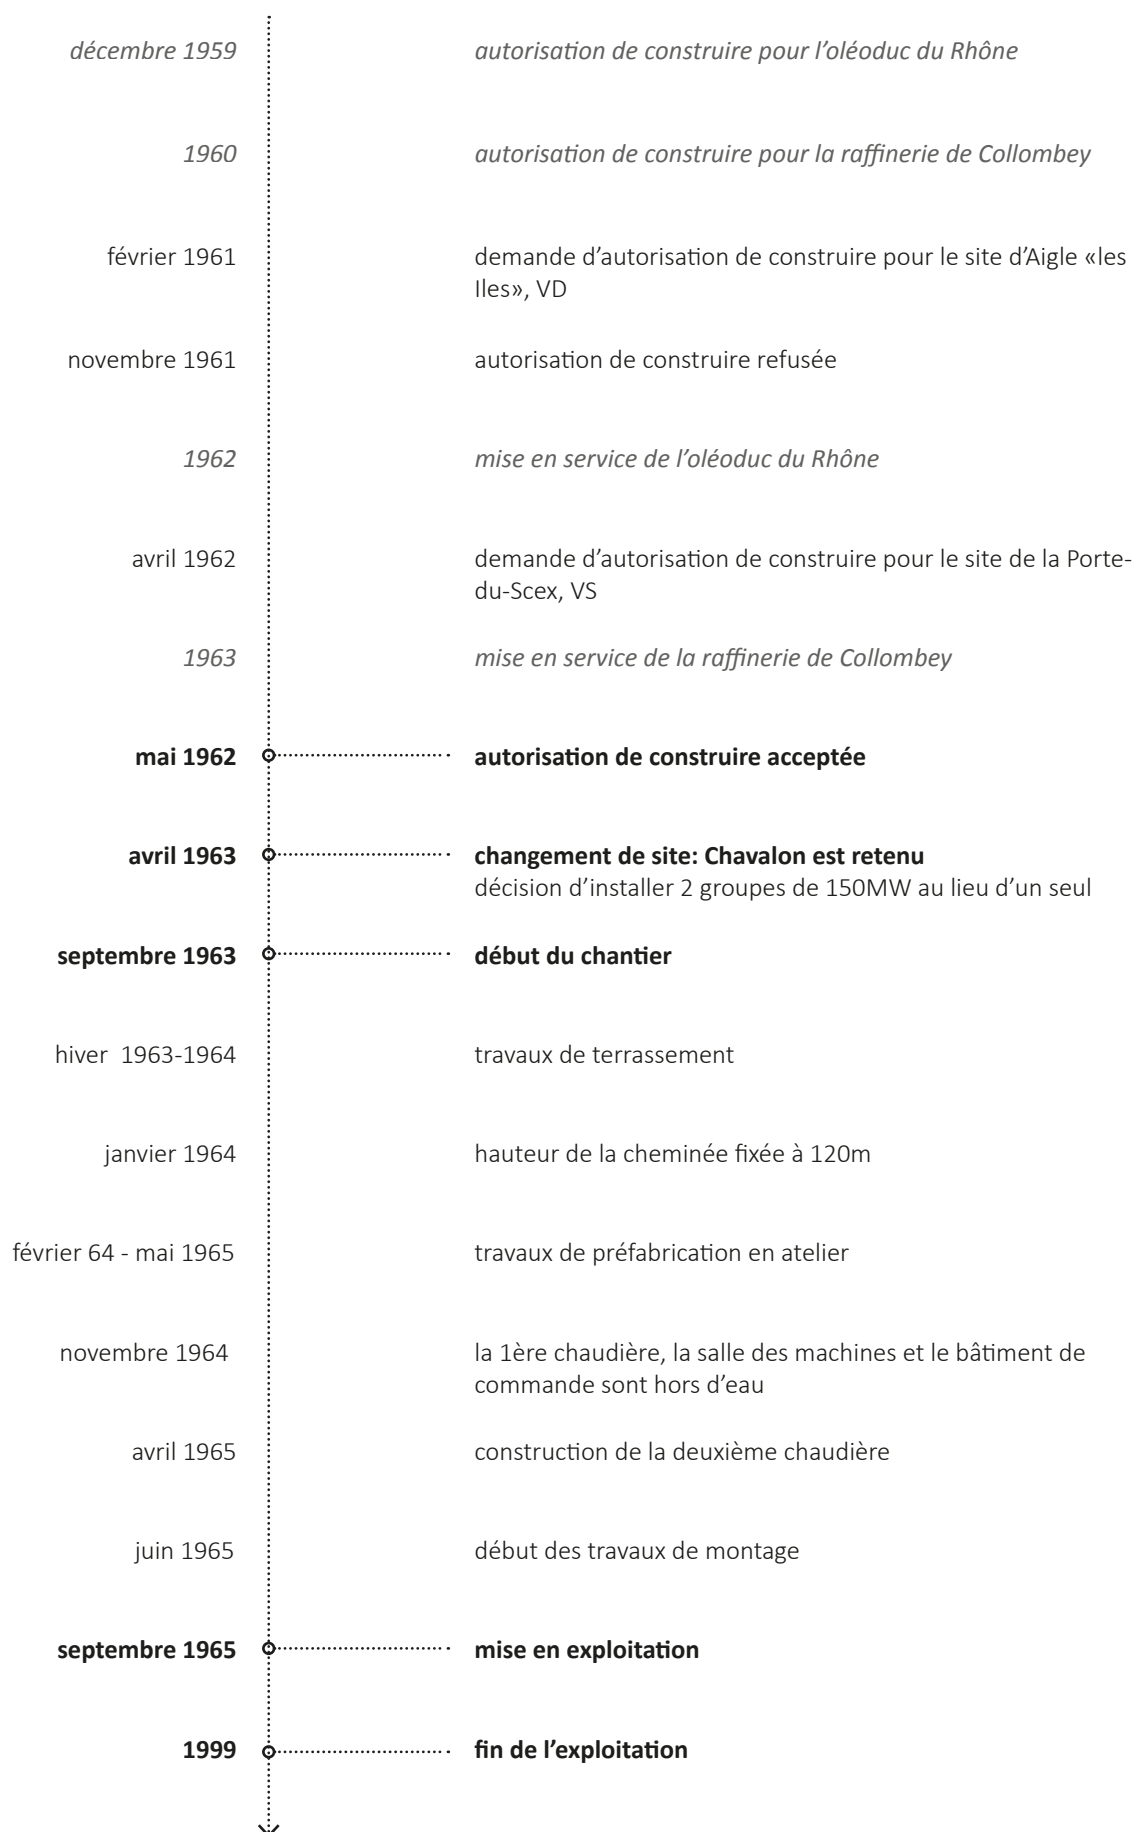 décembre 1959 autorisation de construire pour l'oléoduc du Rhône
1960 autorisation de construire pour la raffinerie de Collombey
février 1961 demande d'autorisation de construire pour le site d'Aigle «les
Iles», VD
novembre 1961 autorisation de construire refusée
1962 mise en service de l'oléoduc du Rhône
avril 1962 demande d'autorisation de construire pour le site de la Porte-
du-Scex, VS
1963 mise en service de la raffinerie de Collombey
mai 1962 autorisation de construire acceptée
avril 1963 changement de site: Chavalon est retenu
décision d'installer 2 groupes de 150MW au lieu d'un seul
septembre 1963 début du chantier
hiver 1963-1964 travaux de terrassement
janvier 1964 hauteur de la cheminée fixée à 120m
février 64 - mai 1965 travaux de préfabrication en atelier
novembre 1964 la 1ère chaudière, la salle des machines et le bâtiment de
commande sont hors d'eau
avril 1965 construction de la deuxième chaudière
juin 1965 début des travaux de montage
septembre 1965 mise en exploitation
1999 fin de l'exploitation